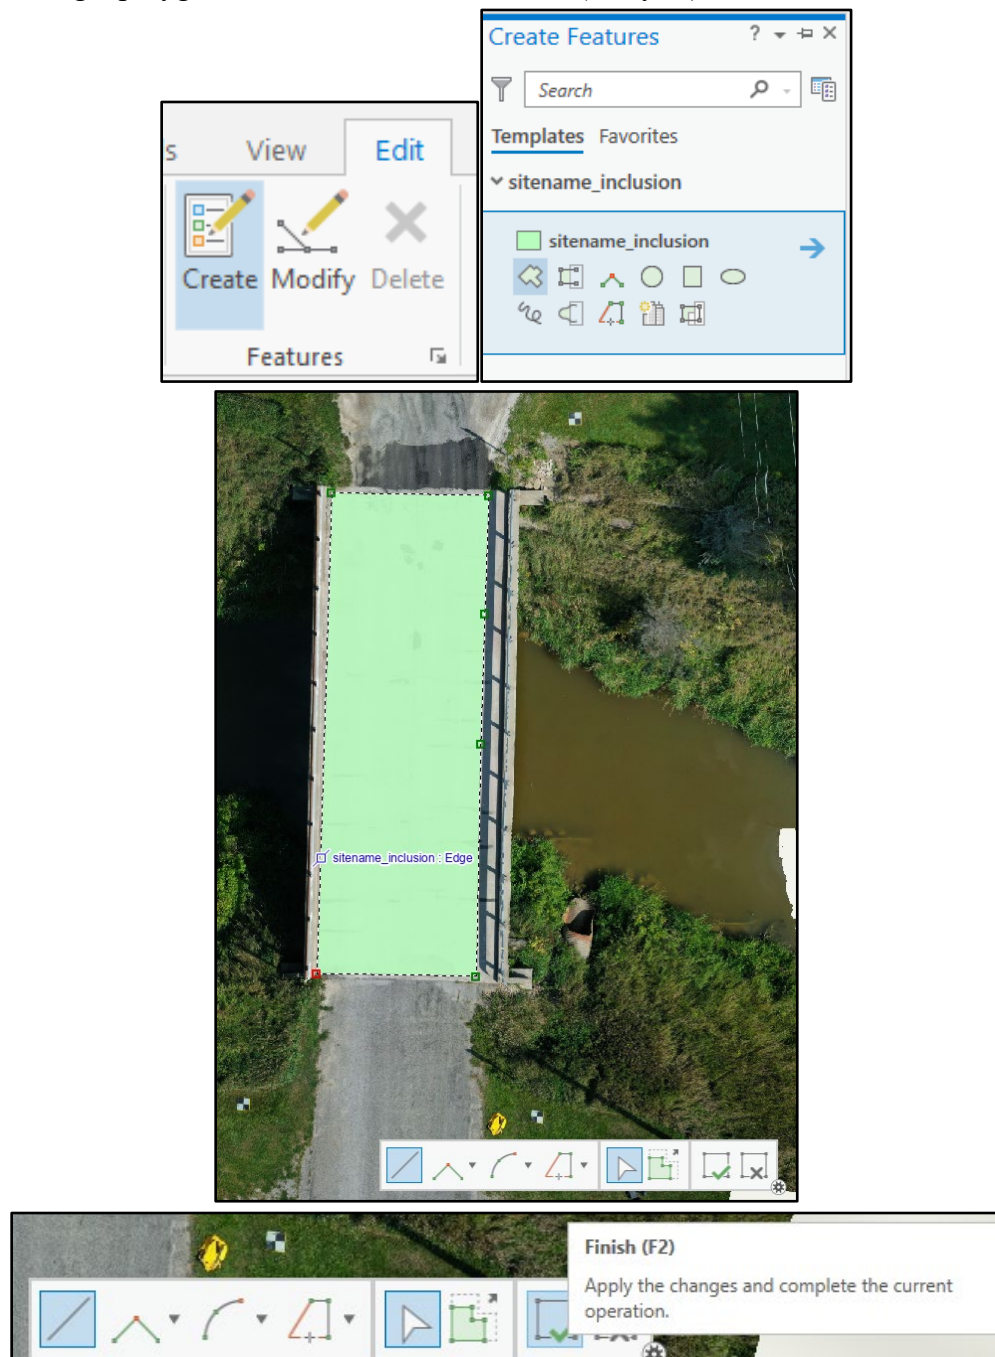 Create Features
?
Search
Templates Favorites
sitename_inclusion
sitename_inclusion
View Edit
Create Modify Delete
Features
sitename_inclusion : Edge
Finish (F2)
Apply the changes and complete the current
operation.